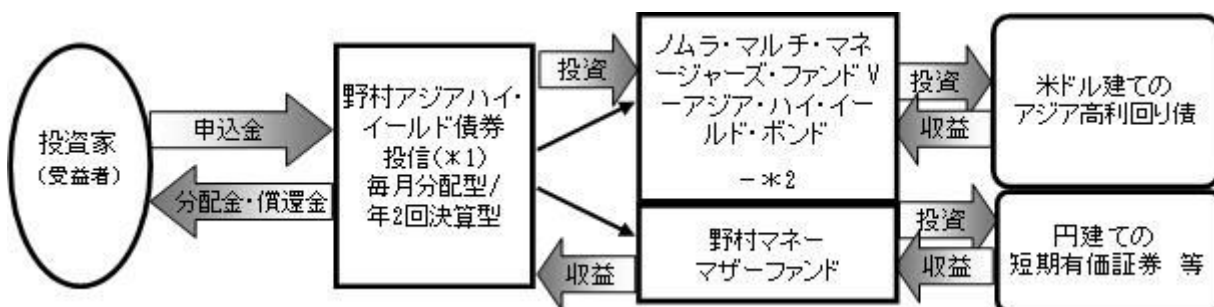 投資家
(受益者)
申込金
分配金・償還金
野村アジアハイ・
イールド債券
投信(*1)
毎月分配型/
年2回決算型
投資
収益
ノムラ・マルチ・マネ
ージャーズ・ファンドⅤ
－アジア・ハイ・イー
ルド・ボンド
－*2
野村マネー
マザーファンド
投資
収益
投資
収益
米ドル建ての
アジア高利回り債
円建ての
短期有価証券 等